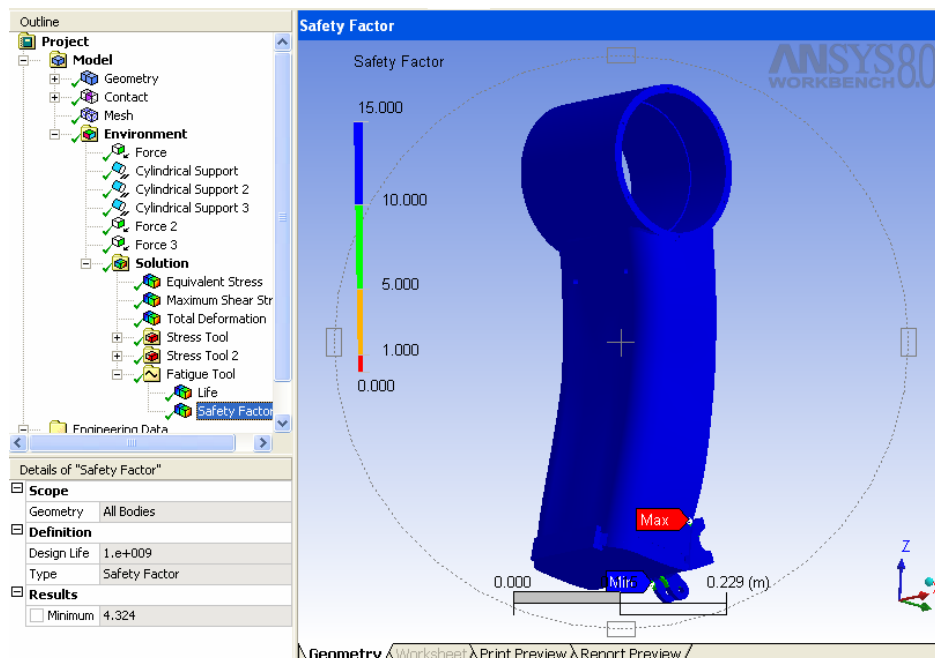 Outline
Project
Model
Geometry
Contact
Mesh
Environment
Force
Cylindrical Support
Cylindrical Support 2
Cylindrical Support 3
Force 2
Force 3
Solution
Equivalent Stress
Maximum Shear Str
Total Deformation
Stress Tool
Stress Tool 2
Fatigue Tool
Life
Safety Factor
Engineering Data
Details of "Safety Factor"
Scope
Geometry All Bodies
Definition
Design Life 1.e+009
Type Safety Factor
Results
Minimum 4.324
Safety Factor
Safety Factor
ANSYS 8.0
WORKBENCH
15.000
10.000
5.000
1.000
0.000
Max
Min
0.000 0.229 (m)
Z
Geometry Worksheet Print Preview Report Preview